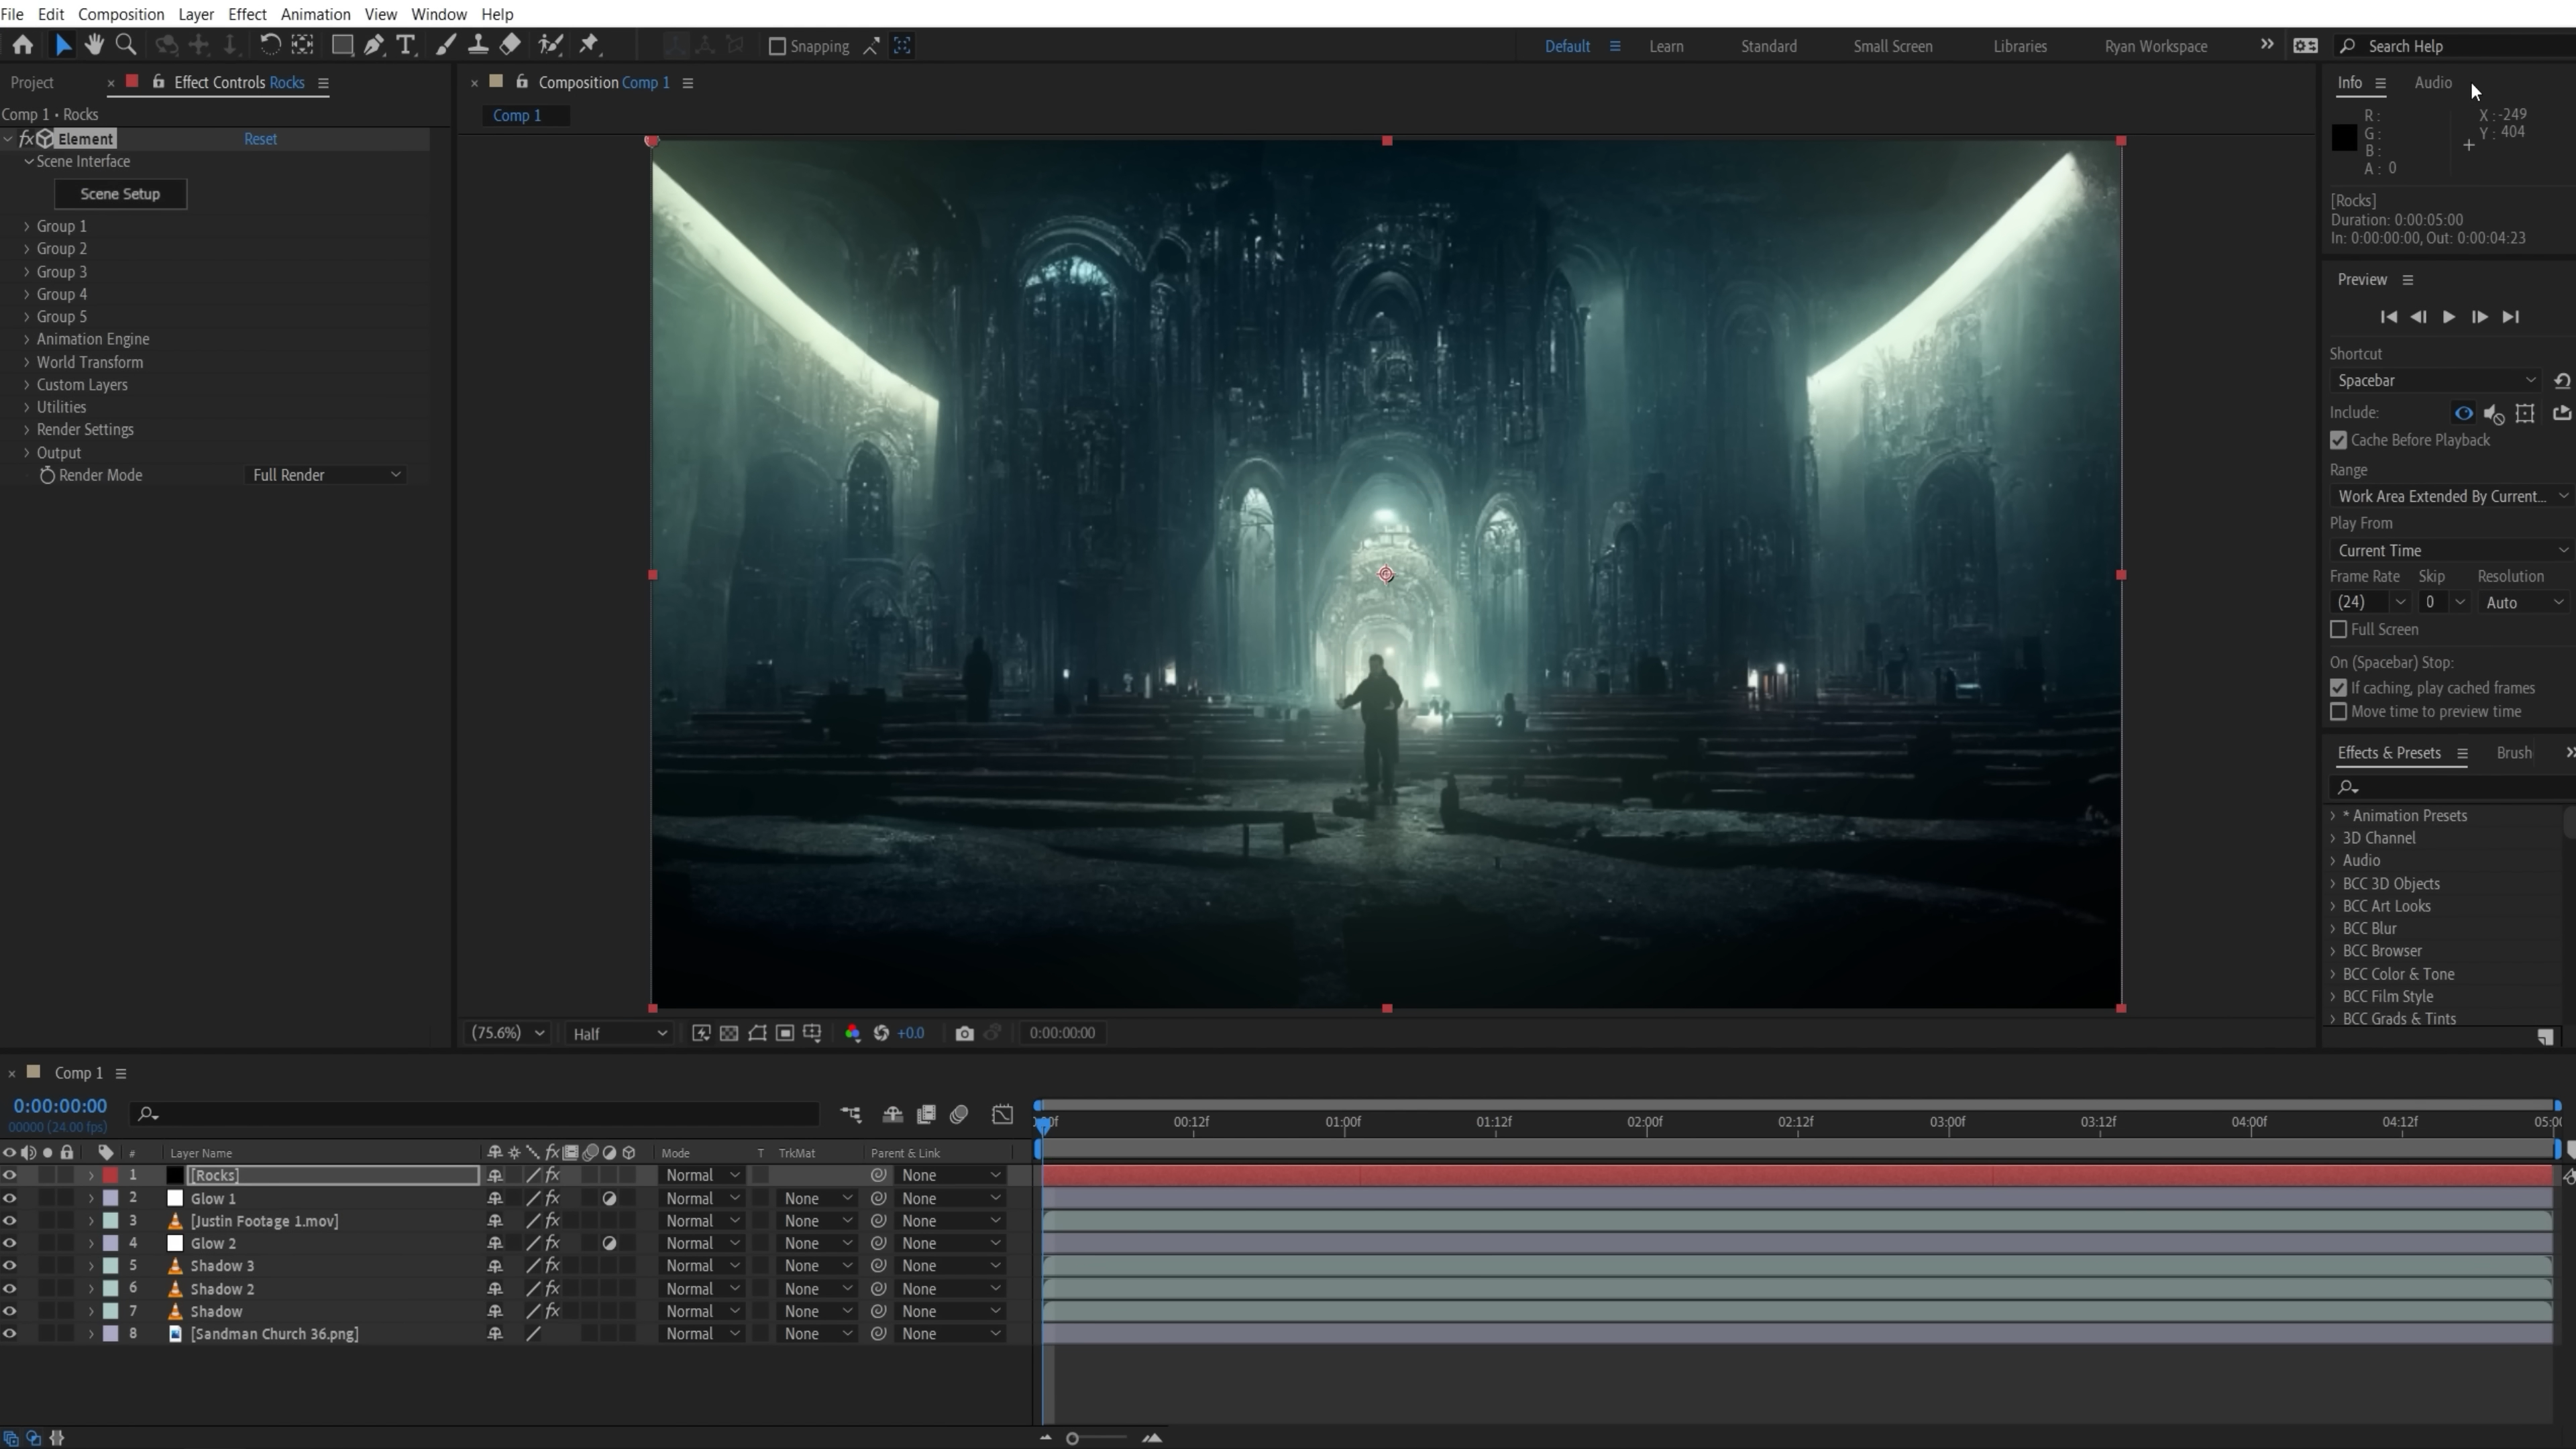 File Edit Composition Layer Effect Animation View Window Help
Snapping
Default Learn Standard Small Screen Libraries Ryan Workspace Search Help
Project Effect Controls Rocks
Comp 1 • Rocks
fx Element Reset
Scene Interface
Scene Setup
Group 1
Group 2
Group 3
Group 4
Group 5
Animation Engine
World Transform
Custom Layers
Utilities
Render Settings
Output
Render Mode Full Render
Composition Comp 1
Comp 1
(75.6%) Half +0.0 0:00:00:00
Info Audio
R :
G :
B :
A : 0
X : -249
Y : 404
[Rocks]
Duration: 0:00:05:00
In: 0:00:00:00, Out: 0:00:04:23
Preview
Shortcut
Spacebar
Include:
Cache Before Playback
Range
Work Area Extended By Current...
Play From
Current Time
Frame Rate Skip Resolution
(24) 0 Auto
Full Screen
On (Spacebar) Stop:
If caching, play cached frames
Move time to preview time
Effects & Presets Brush
* Animation Presets
3D Channel
Audio
BCC 3D Objects
BCC Art Looks
BCC Blur
BCC Browser
BCC Color & Tone
BCC Film Style
BCC Grads & Tints
Comp 1
0:00:00:00
00000 (24.00 fps)
00:12f 01:00f 01:12f 02:00f 02:12f 03:00f 03:12f 04:00f 04:12f
# Layer Name fx Mode T TrkMat Parent & Link
1 [Rocks] fx Normal None
2 Glow 1 fx Normal None None
3 [Justin Footage 1.mov] fx Normal None None
4 Glow 2 fx Normal None None
5 Shadow 3 fx Normal None None
6 Shadow 2 fx Normal None None
7 Shadow fx Normal None None
8 [Sandman Church 36.png] Normal None None